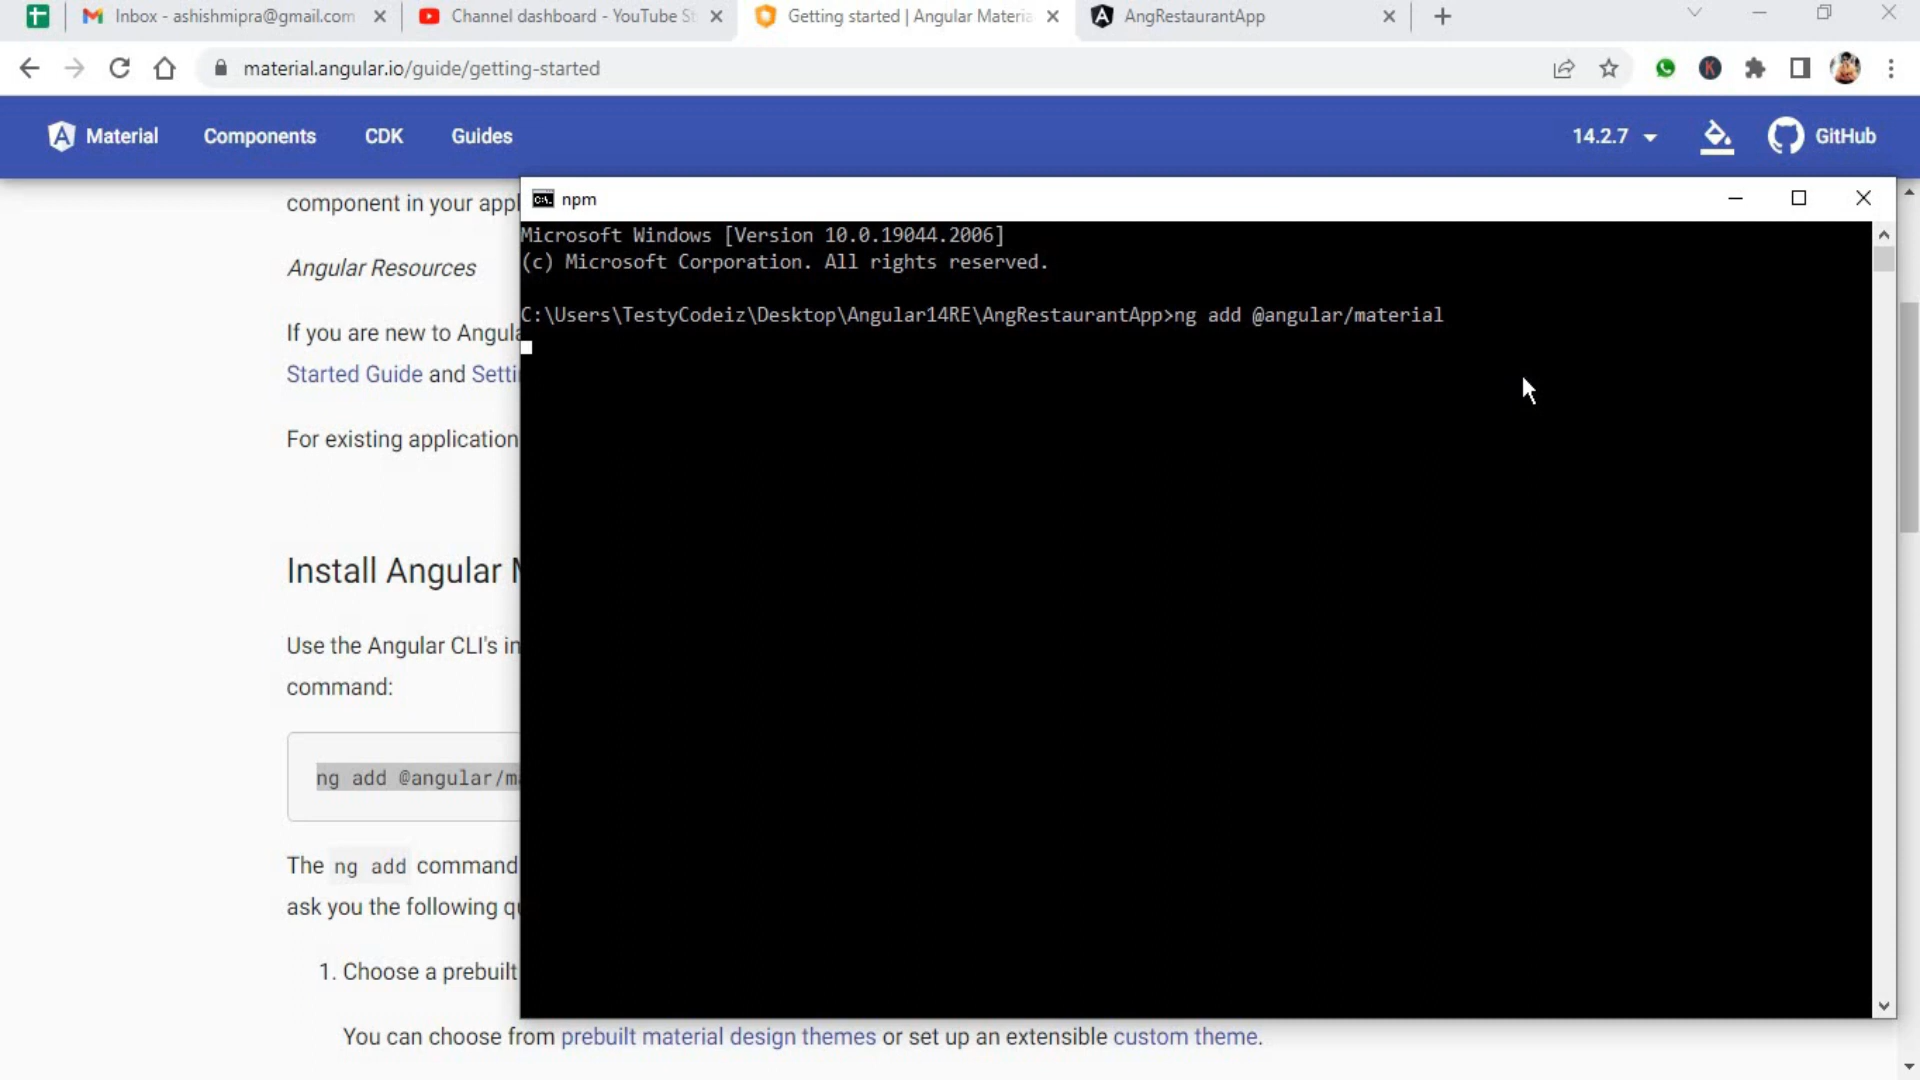 Inbox - ashishmipra@gmail.com
Channel dashboard - YouTube St
Getting started | Angular Materia
AngRestaurantApp
material.angular.io/guide/getting-started
K
Material
Components
CDK
Guides
14.2.7
GitHub
component in your appl
npm
Microsoft Windows [Version 10.0.19044.2006]
(c) Microsoft Corporation. All rights reserved.
C:\Users\TestyCodeiz\Desktop\Angular14RE\AngRestaurantApp>ng add @angular/material
Angular Resources
If you are new to Angula
Started Guide and Setti
For existing application
Install Angular M
Use the Angular CLI's in
command:
ng add @angular/ma
The ng add command
ask you the following qu
1. Choose a prebuilt
You can choose from prebuilt material design themes or set up an extensible custom theme.